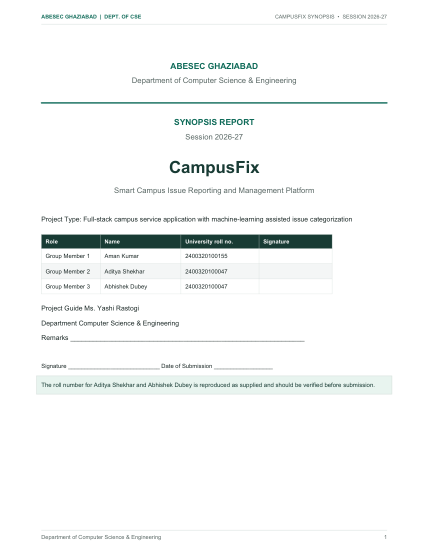 ABESEC GHAZIABAD | DEPT. OF CSE CAMPUSFIX SYNOPSIS • SESSION 2026-27
ABESEC GHAZIABAD
Department of Computer Science & Engineering
SYNOPSIS REPORT
Session 2026-27
CampusFix
Smart Campus Issue Reporting and Management Platform
Project Type: Full-stack campus service application with machine-learning assisted issue categorization
Role Name University roll no. Signature
Group Member 1 Aman Kumar 2400320100155
Group Member 2 Aditya Shekhar 2400320100047
Group Member 3 Abhishek Dubey 2400320100047
Project Guide Ms. Yashi Rastogi
Department Computer Science & Engineering
Remarks
Signature Date of Submission
The roll number for Aditya Shekhar and Abhishek Dubey is reproduced as supplied and should be verified before submission.
Department of Computer Science & Engineering 1